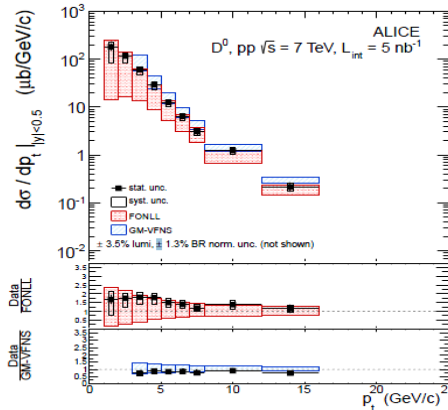 ALICE
D⁰, pp √s = 7 TeV, L_int = 5 nb⁻¹
dσ / dp_t |_|y|<0.5 (μb/GeV/c)
10³
10²
10
1
10⁻¹
10⁻²
stat. unc.
syst. unc.
FONLL
GM-VFNS
± 3.5% lumi, ± 1.3% BR norm. unc. (not shown)
Data
FONLL
3.5
3
2.5
2
1.5
1
0.5
Data
GM-VFNS
3.5
2.5
1.5
0.5
0 5 10 15 20
p_t (GeV/c)